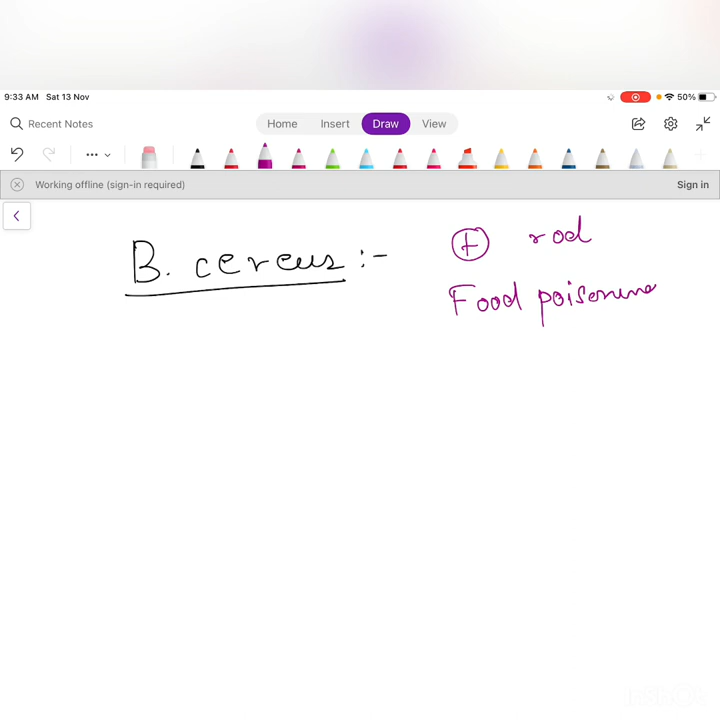 9:33 AM Sat 13 Nov 50%
Recent Notes Home Insert Draw View
Working offline (sign-in required) Sign in
B. cereus :-
+ rod
Food poisoning